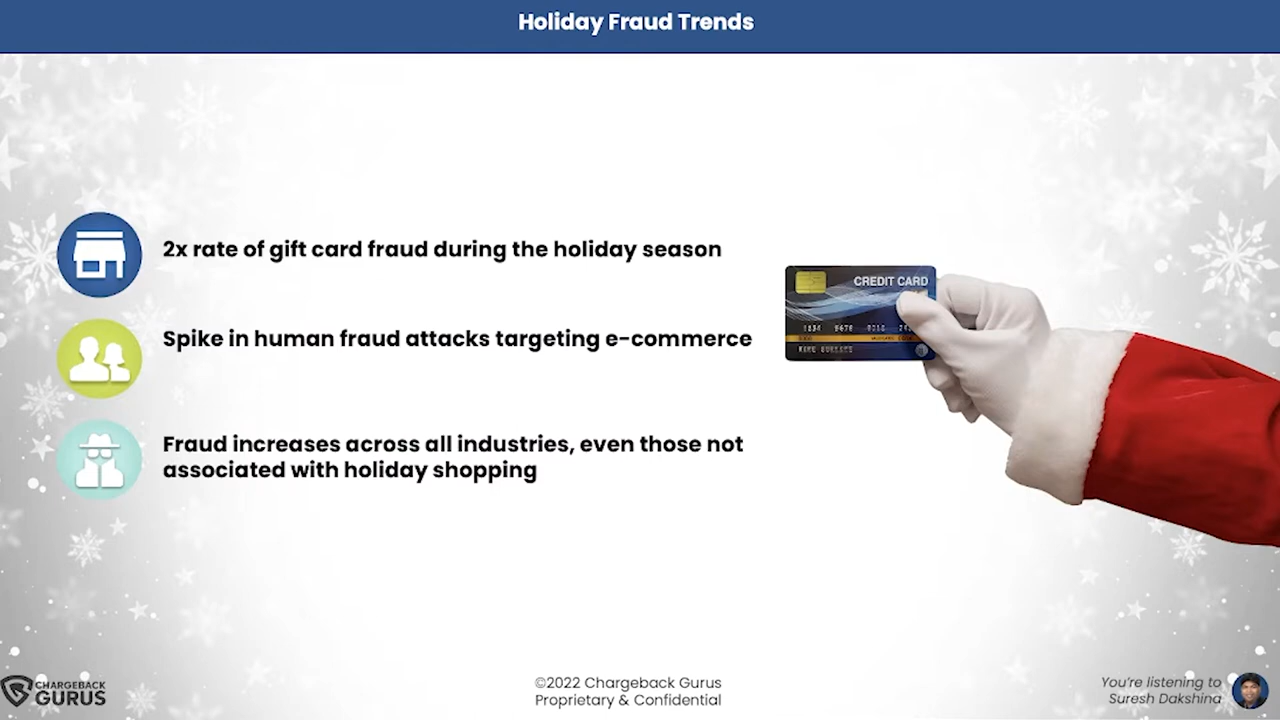 Holiday Fraud Trends
2x rate of gift card fraud during the holiday season
CREDIT CARD
Spike in human fraud attacks targeting e-commerce
Fraud increases across all industries, even those not
associated with holiday shopping
CHARGEBACK
GURUS
©2022 Chargeback Gurus
Proprietary & Confidential
You're listening to
Suresh Dakshina